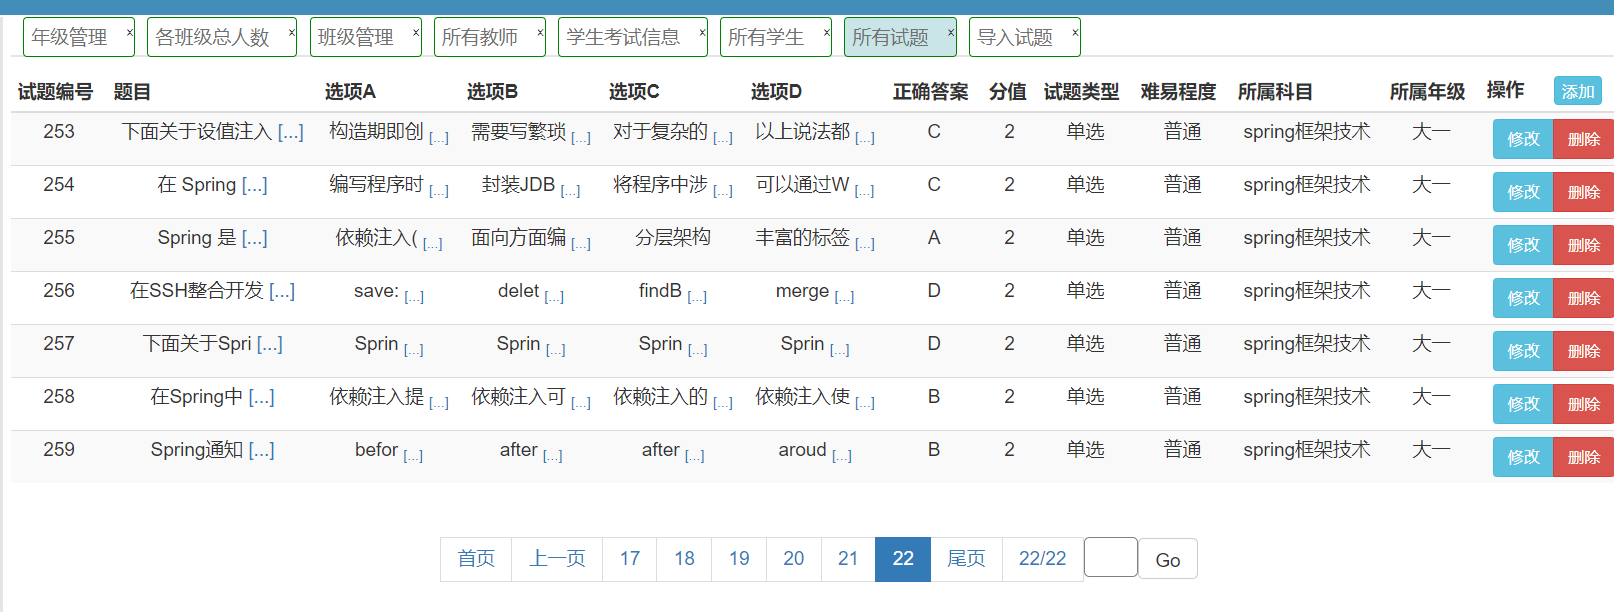 年级管理 x 各班级总人数 x 班级管理 x 所有教师 x 学生考试信息 x 所有学生 x 所有试题 x 导入试题 x
试题编号 题目 选项A 选项B 选项C 选项D 正确答案 分值 试题类型 难易程度 所属科目 所属年级 操作 添加
253 下面关于设值注入 [...] 构造期即创 [...] 需要写繁琐 [...] 对于复杂的 [...] 以上说法都 [...] C 2 单选 普通 spring框架技术 大一 修改 删除
254 在 Spring [...] 编写程序时 [...] 封装JDB [...] 将程序中涉 [...] 可以通过W [...] C 2 单选 普通 spring框架技术 大一 修改 删除
255 Spring 是 [...] 依赖注入( [...] 面向方面编 [...] 分层架构 丰富的标签 [...] A 2 单选 普通 spring框架技术 大一 修改 删除
256 在SSH整合开发 [...] save: [...] delet [...] findB [...] merge [...] D 2 单选 普通 spring框架技术 大一 修改 删除
257 下面关于Spri [...] Sprin [...] Sprin [...] Sprin [...] Sprin [...] D 2 单选 普通 spring框架技术 大一 修改 删除
258 在Spring中 [...] 依赖注入提 [...] 依赖注入可 [...] 依赖注入的 [...] 依赖注入使 [...] B 2 单选 普通 spring框架技术 大一 修改 删除
259 Spring通知 [...] befor [...] after [...] after [...] aroud [...] B 2 单选 普通 spring框架技术 大一 修改 删除
首页 上一页 17 18 19 20 21 22 尾页 22/22 Go